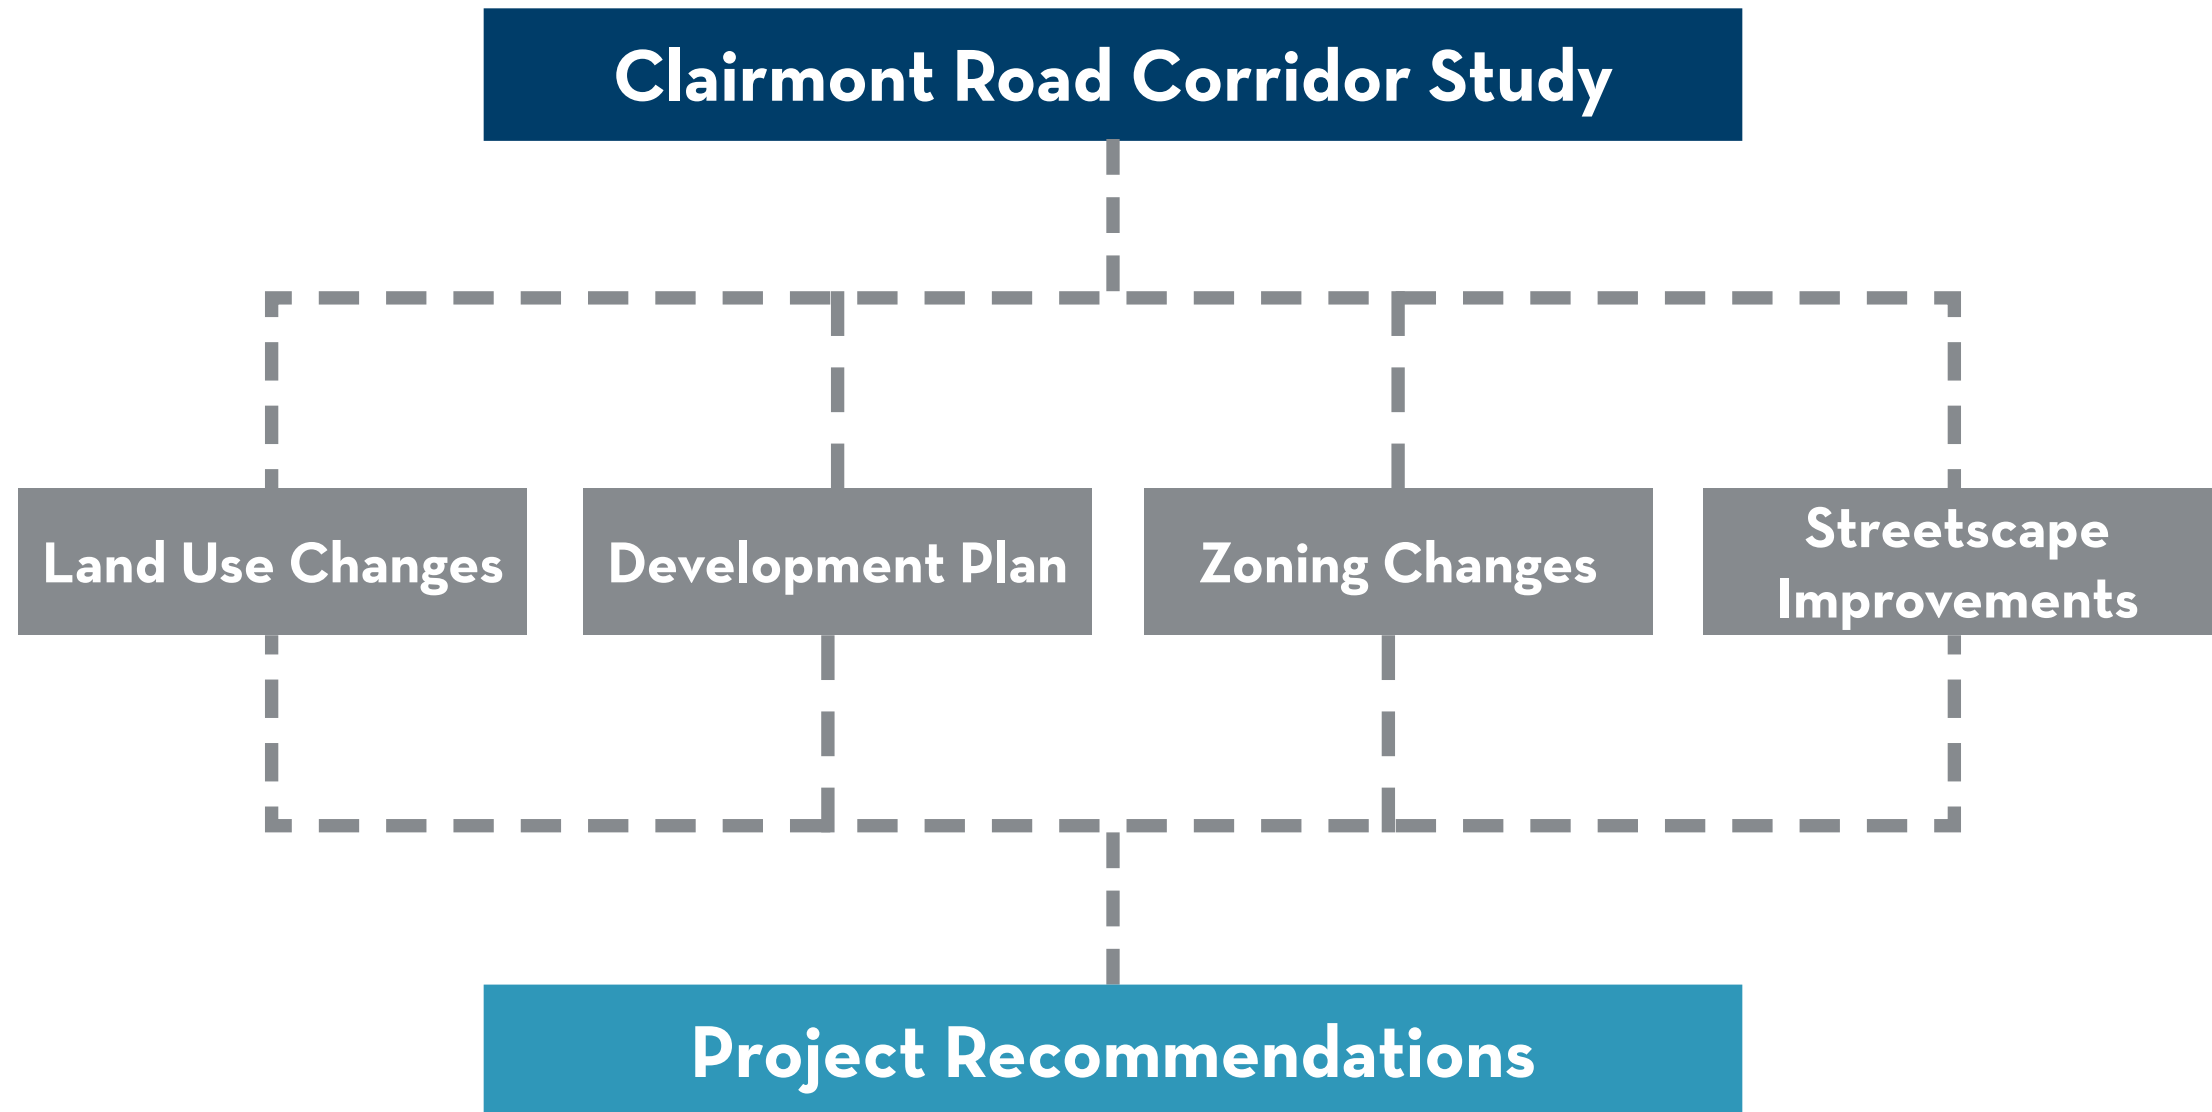 Clairmont Road Corridor Study
Land Use Changes
Development Plan
Zoning Changes
Streetscape
Improvements
Project Recommendations